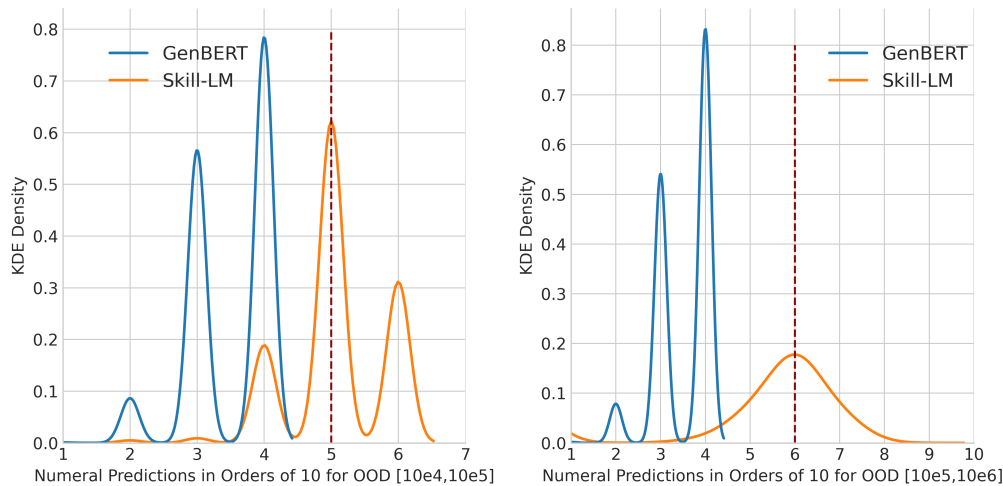 GenBERT
Skill-LM
KDE Density
0.8
0.7
0.6
0.5
0.4
0.3
0.2
0.1
0.0
1 2 3 4 5 6 7
Numeral Predictions in Orders of 10 for OOD [10e4,10e5]
GenBERT
Skill-LM
KDE Density
0.8
0.7
0.6
0.5
0.4
0.3
0.2
0.1
0.0
1 2 3 4 5 6 7 8 9 10
Numeral Predictions in Orders of 10 for OOD [10e5,10e6]